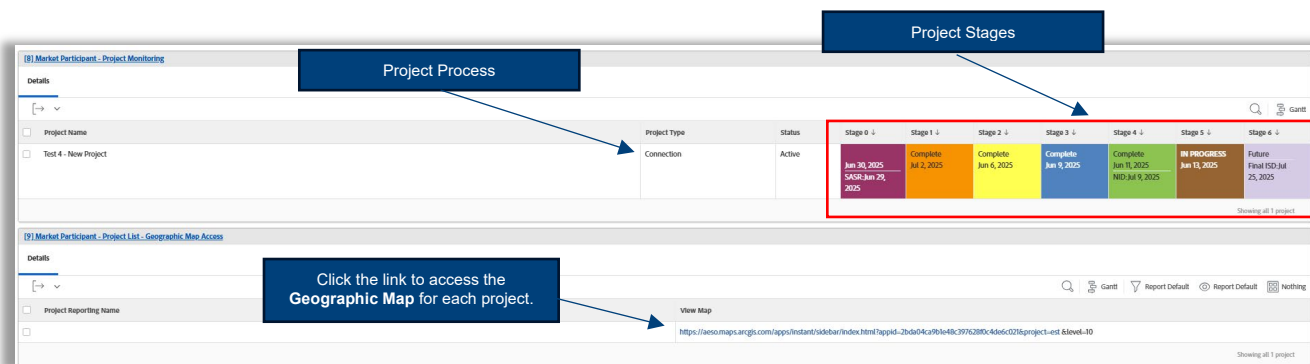 Project Stages
[8] Market Participant - Project Monitoring
Project Process
Details
Gantt
Project Name
Project Type
Status
Stage 0 ↓
Stage 1 ↓
Stage 2 ↓
Stage 3 ↓
Stage 4 ↓
Stage 5 ↓
Stage 6 ↓
Test 4 - New Project
Connection
Active
Jun 30, 2025
SASR:Jun 29,
2025
Complete
Jul 2, 2025
Complete
Jun 6, 2025
Complete
Jun 9, 2025
Complete
Jun 11, 2025
NID:Jul 9, 2025
IN PROGRESS
Jun 13, 2025
Future
Final ISD:Jul
25, 2025
Showing all 1 project
[9] Market Participant - Project List - Geographic Map Access
Details
Click the link to access the
Geographic Map for each project.
Gantt
Report Default
Report Default
Nothing
Project Reporting Name
View Map
https://aeso.maps.arcgis.com/apps/instant/sidebar/index.html?appid=2bda04ca9b1e48c397628f0c4de6c021&project=est &level=10
Showing all 1 project